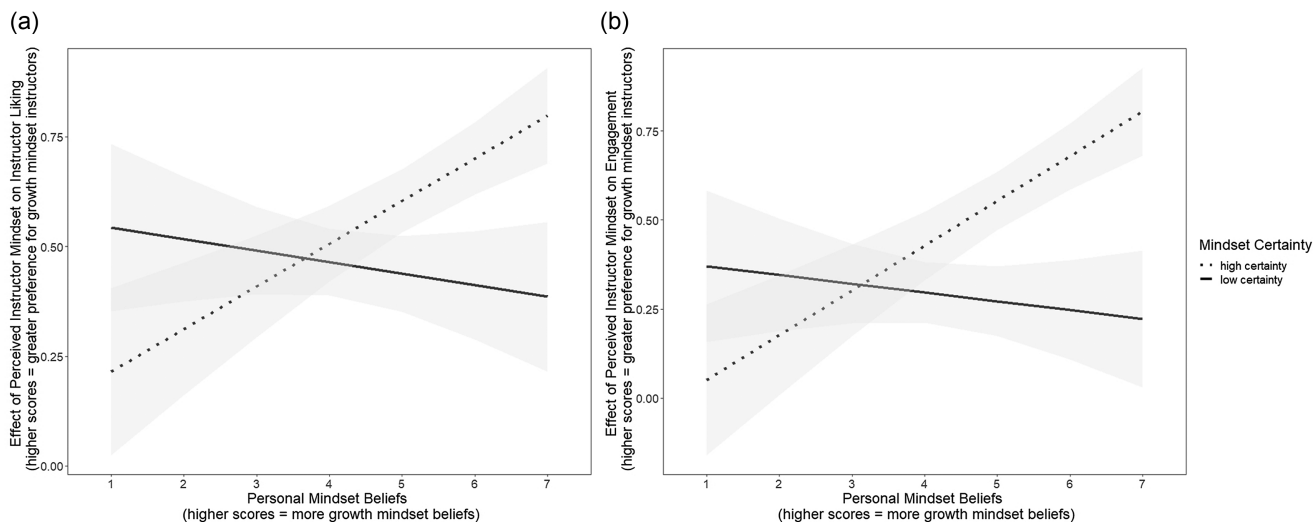 (a)
Effect of Perceived Instructor Mindset on Instructor Liking
(higher scores = greater preference for growth mindset instructors)
0.75
0.50
0.25
0.00
1 2 3 4 5 6 7
Personal Mindset Beliefs
(higher scores = more growth mindset beliefs)
(b)
Effect of Perceived Instructor Mindset on Engagement
(higher scores = greater preference for growth mindset instructors)
0.75
0.50
0.25
0.00
1 2 3 4 5 6 7
Personal Mindset Beliefs
(higher scores = more growth mindset beliefs)
Mindset Certainty
high certainty
low certainty